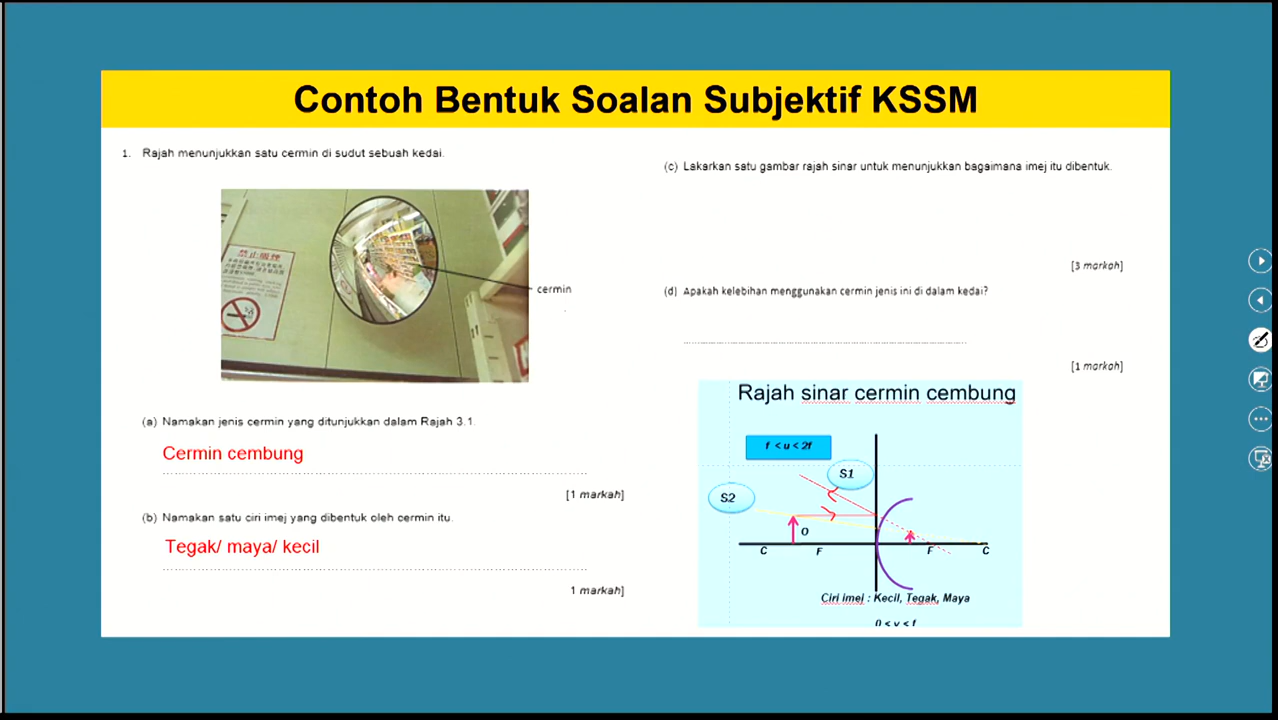 Contoh Bentuk Soalan Subjektif KSSM
1. Rajah menunjukkan satu cermin di sudut sebuah kedai.
cermin
(a) Namakan jenis cermin yang ditunjukkan dalam Rajah 3.1.
Cermin cembung
[1 markah]
(b) Namakan satu ciri imej yang dibentuk oleh cermin itu.
Tegak/ maya/ kecil
1 markah]
(c) Lakarkan satu gambar rajah sinar untuk menunjukkan bagaimana imej itu dibentuk.
[3 markah]
(d) Apakah kelebihan menggunakan cermin jenis ini di dalam kedai?
[1 markah]
Rajah sinar cermin cembung
f < u < 2f
S1
S2
O
C F F C
Ciri imej : Kecil, Tegak, Maya
0 < v < f